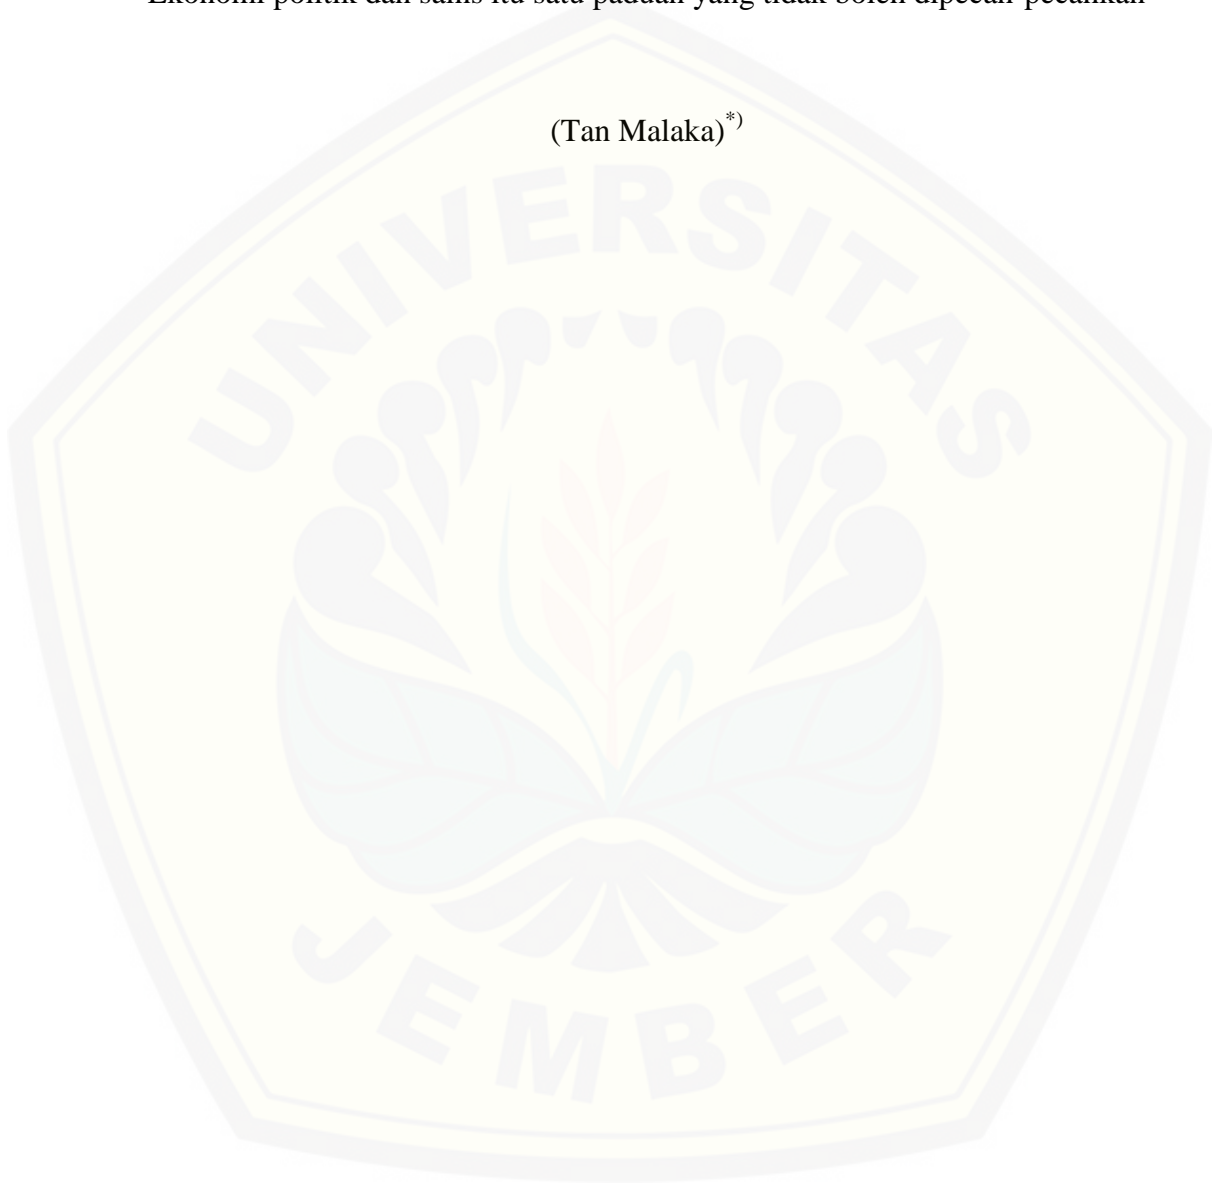 Ekonomi politik dan sains itu satu paduan yang tidak boleh dipecah-pecahkan
(Tan Malaka)*)
UNIVERSITAS
JEMBER